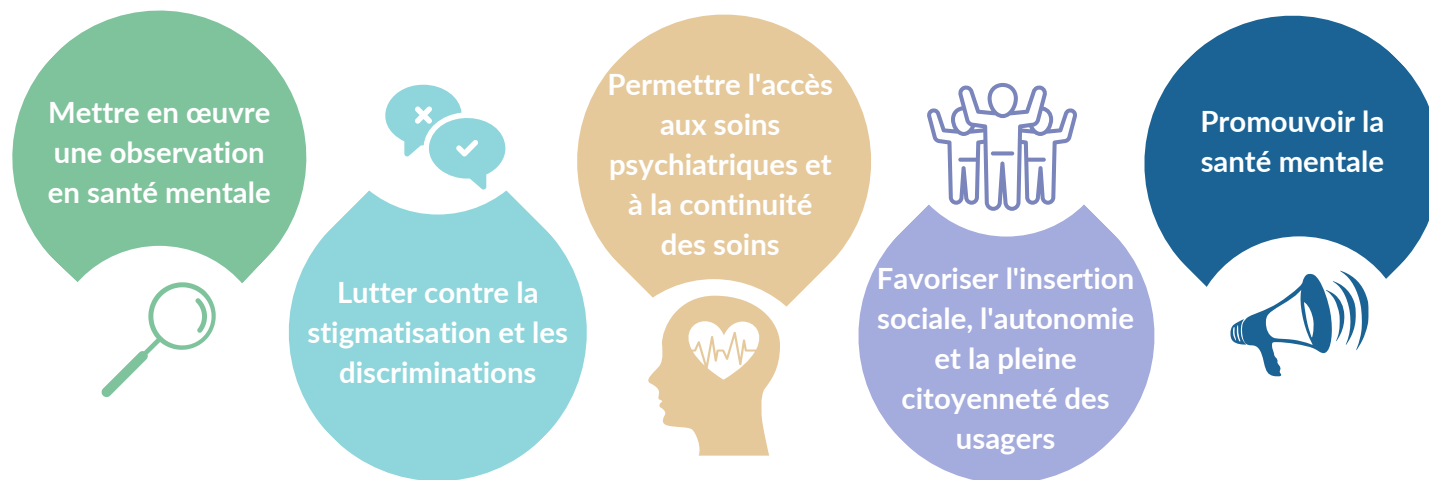 Mettre en œuvre
une observation
en santé mentale
Lutter contre la
stigmatisation et les
discriminations
Permettre l'accès
aux soins
psychiatriques et
à la continuité
des soins
Favoriser l'insertion
sociale, l'autonomie
et la pleine
citoyenneté des
usagers
Promouvoir la
santé mentale